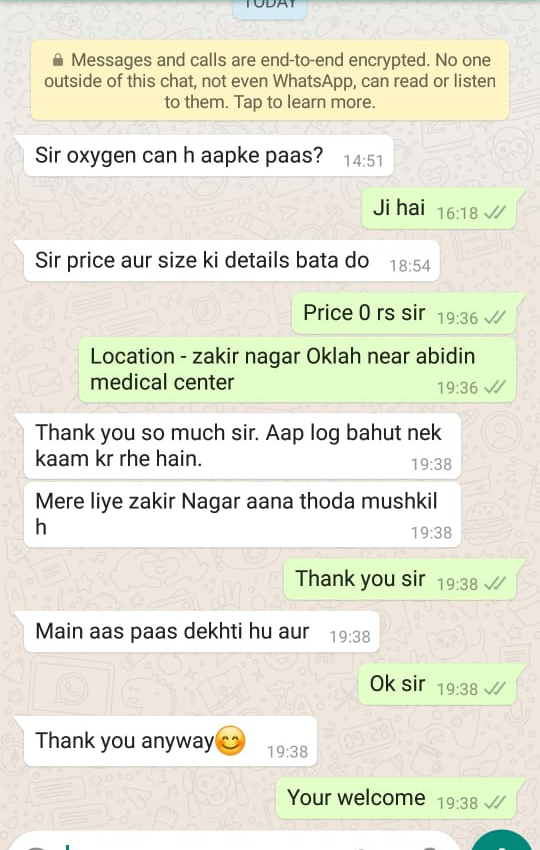 TODAY
Messages and calls are end-to-end encrypted. No one
outside of this chat, not even WhatsApp, can read or listen
to them. Tap to learn more.
Sir oxygen can h aapke paas? 14:51
Ji hai 16:18
Sir price aur size ki details bata do 18:54
Price 0 rs sir 19:36
Location - zakir nagar Oklah near abidin
medical center 19:36
Thank you so much sir. Aap log bahut nek
kaam kr rhe hain. 19:38
Mere liye zakir Nagar aana thoda mushkil
h 19:38
Thank you sir 19:38
Main aas paas dekhti hu aur 19:38
Ok sir 19:38
Thank you anyway😊 19:38
Your welcome 19:38